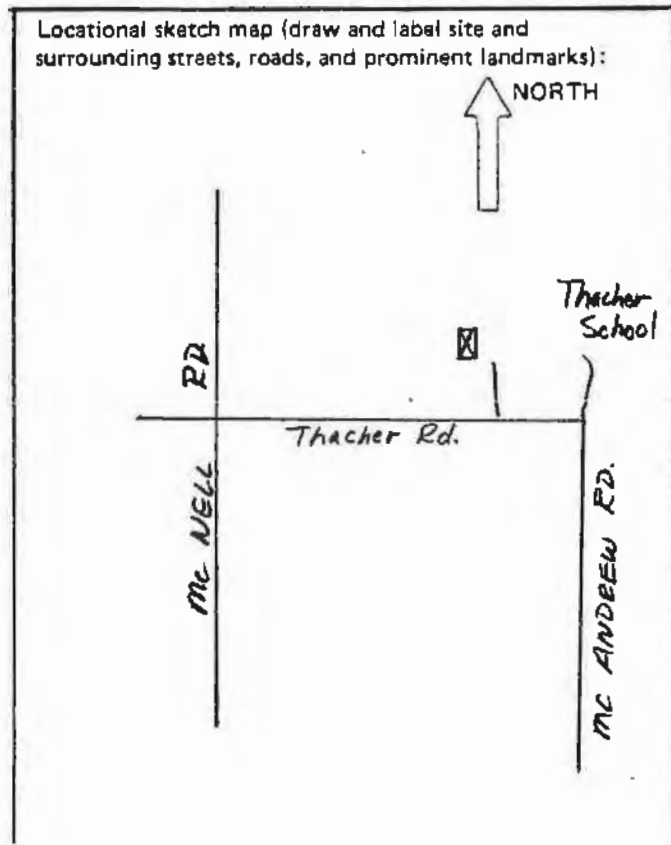 Locational sketch map (draw and label site and
surrounding streets, roads, and prominent landmarks):
NORTH
Thacher
School
Mc NELL RD
Thacher Rd.
MC ANDREW RD.